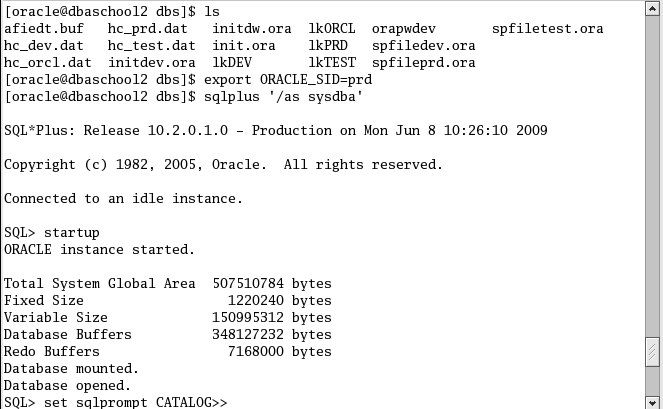 [oracle@dbaschool2 dbs]$ ls
afiedt.buf   hc_prd.dat   initdw.ora  lkORCL  orapwdev      spfiletest.ora
hc_dev.dat   hc_test.dat  init.ora    lkPRD   spfiledev.ora
hc_orcl.dat  initdev.ora  lkDEV       lkTEST  spfileprd.ora
[oracle@dbaschool2 dbs]$ export ORACLE_SID=prd
[oracle@dbaschool2 dbs]$ sqlplus '/as sysdba'
SQL*Plus: Release 10.2.0.1.0 - Production on Mon Jun 8 10:26:10 2009
Copyright (c) 1982, 2005, Oracle.  All rights reserved.
Connected to an idle instance.
SQL> startup
ORACLE instance started.
Total System Global Area  507510784 bytes
Fixed Size                  1220240 bytes
Variable Size             150995312 bytes
Database Buffers          348127232 bytes
Redo Buffers                7168000 bytes
Database mounted.
Database opened.
SQL> set sqlprompt CATALOG>>